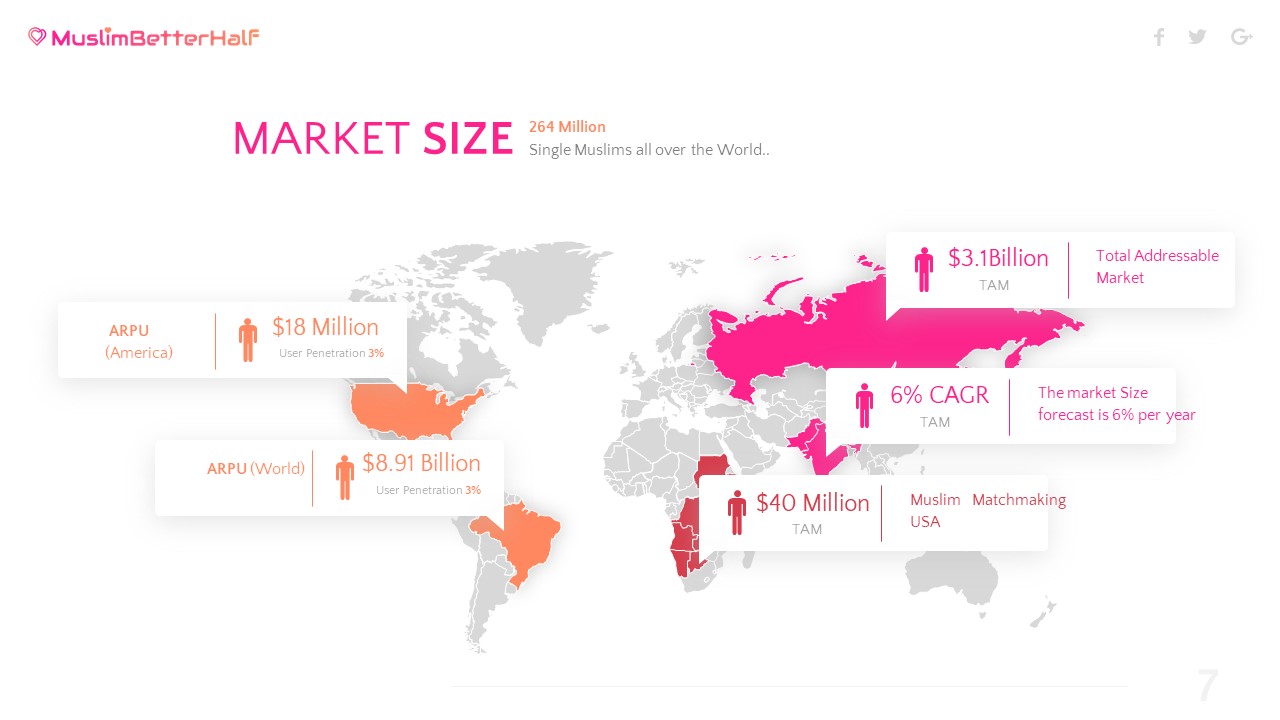 MuslimBetterHalf
MARKET SIZE
264 Million
Single Muslims all over the World..
$3.1Billion
TAM
Total Addressable
Market
ARPU
(America)
$18 Million
User Penetration 3%
6% CAGR
TAM
The market Size
forecast is 6% per year
ARPU (World)
$8.91 Billion
User Penetration 3%
$40 Million
TAM
Muslim Matchmaking
USA
7